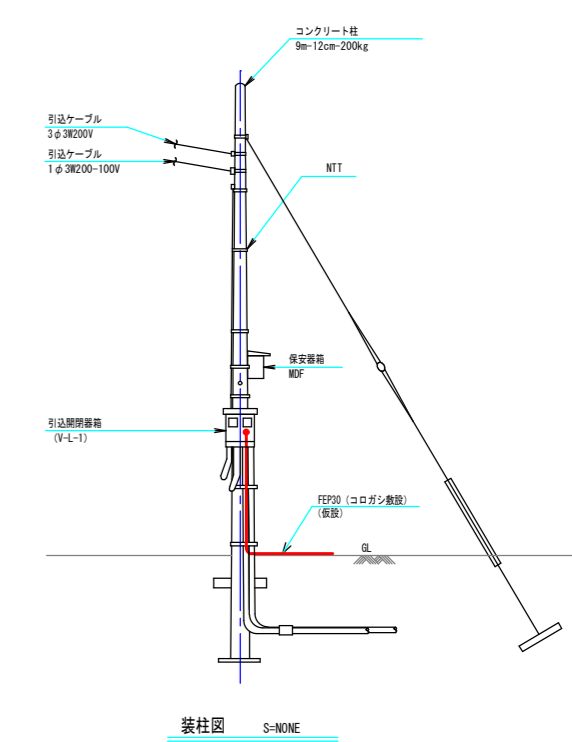 コンクリート柱
9m-12cm-200kg
引込ケーブル
3φ3W200V
引込ケーブル
1φ3W200-100V
NTT
保安器箱
MDF
引込開閉器箱
(V-L-1)
FEP30（コロガシ敷設）
(仮設)
GL
装柱図 S=NONE